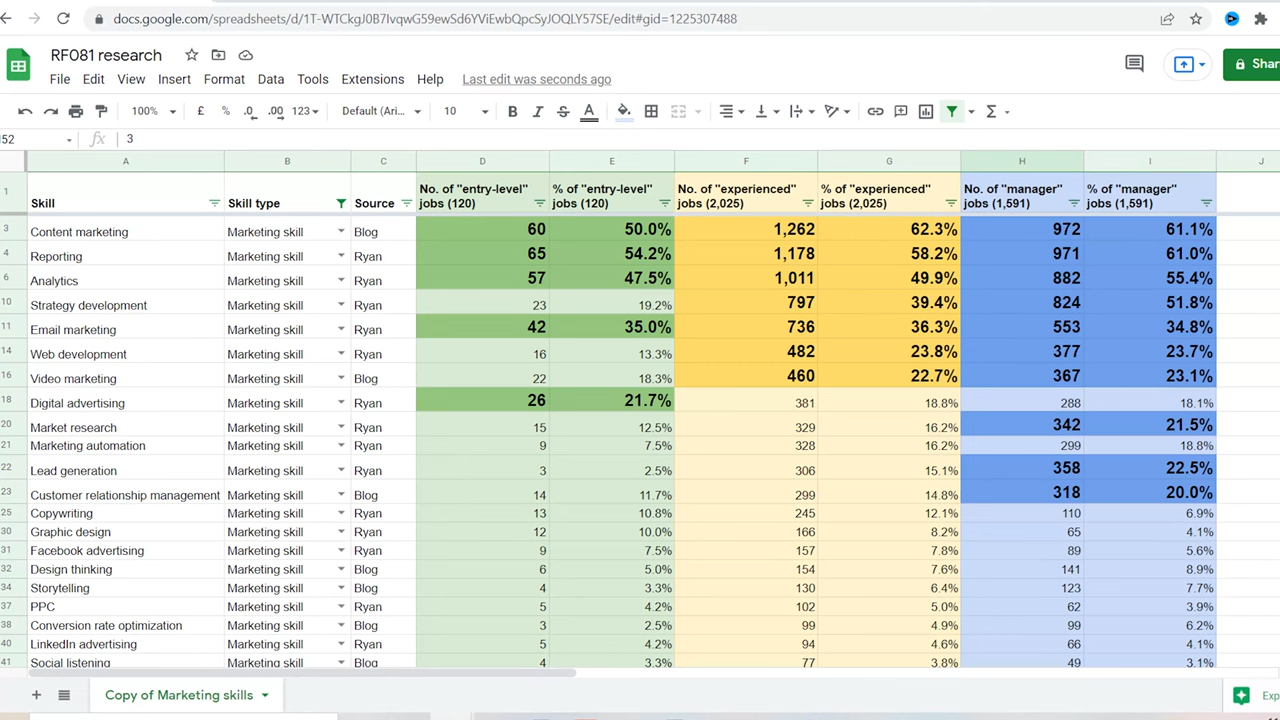 docs.google.com/spreadsheets/d/1T-WTCkgJ0B7IvqwG59ewSd6YViEwbQpcSyJOQLY57SE/edit#gid=1225307488
RF081 research
File Edit View Insert Format Data Tools Extensions Help Last edit was seconds ago
Shar
100% £ % .0 .00 123 Default (Ari... 10 B I S A
I52 fx 3
A B C D E F G H I J
1 Skill Skill type Source No. of "entry-level" jobs (120) % of "entry-level" jobs (120) No. of "experienced" jobs (2,025) % of "experienced" jobs (2,025) No. of "manager" jobs (1,591) % of "manager" jobs (1,591)
3 Content marketing Marketing skill Blog 60 50.0% 1,262 62.3% 972 61.1%
4 Reporting Marketing skill Ryan 65 54.2% 1,178 58.2% 971 61.0%
6 Analytics Marketing skill Ryan 57 47.5% 1,011 49.9% 882 55.4%
10 Strategy development Marketing skill Ryan 23 19.2% 797 39.4% 824 51.8%
11 Email marketing Marketing skill Ryan 42 35.0% 736 36.3% 553 34.8%
14 Web development Marketing skill Ryan 16 13.3% 482 23.8% 377 23.7%
16 Video marketing Marketing skill Blog 22 18.3% 460 22.7% 367 23.1%
18 Digital advertising Marketing skill Ryan 26 21.7% 381 18.8% 288 18.1%
20 Market research Marketing skill Ryan 15 12.5% 329 16.2% 342 21.5%
21 Marketing automation Marketing skill Ryan 9 7.5% 328 16.2% 299 18.8%
22 Lead generation Marketing skill Ryan 3 2.5% 306 15.1% 358 22.5%
23 Customer relationship management Marketing skill Blog 14 11.7% 299 14.8% 318 20.0%
25 Copywriting Marketing skill Ryan 13 10.8% 245 12.1% 110 6.9%
30 Graphic design Marketing skill Ryan 12 10.0% 166 8.2% 65 4.1%
31 Facebook advertising Marketing skill Ryan 9 7.5% 157 7.8% 89 5.6%
32 Design thinking Marketing skill Blog 6 5.0% 154 7.6% 141 8.9%
34 Storytelling Marketing skill Blog 4 3.3% 130 6.4% 123 7.7%
37 PPC Marketing skill Ryan 5 4.2% 102 5.0% 62 3.9%
38 Conversion rate optimization Marketing skill Blog 3 2.5% 99 4.9% 99 6.2%
40 LinkedIn advertising Marketing skill Ryan 5 4.2% 94 4.6% 66 4.1%
41 Social listening Marketing skill Blog 4 3.3% 77 3.8% 49 3.1%
Copy of Marketing skills
Exp